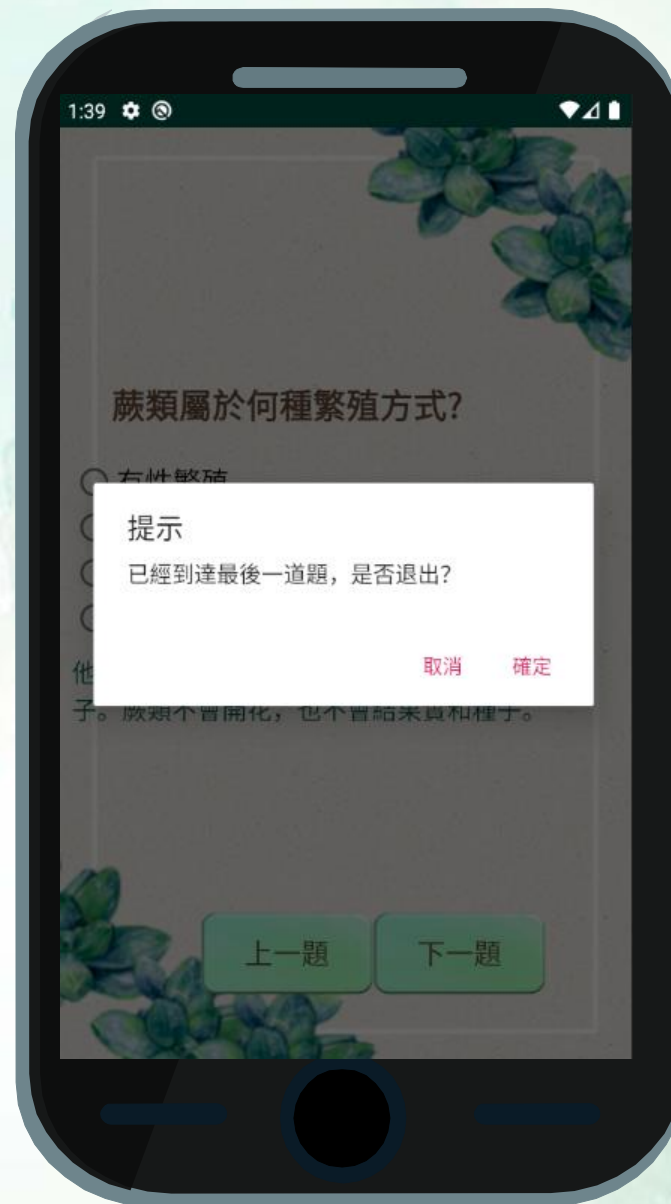 1:39
蕨類屬於何種繁殖方式?
有性繁殖
提示
已經到達最後一道題，是否退出?
取消 確定
他
子。蕨類不會開花，也不會結果實和種子。
上一題 下一題